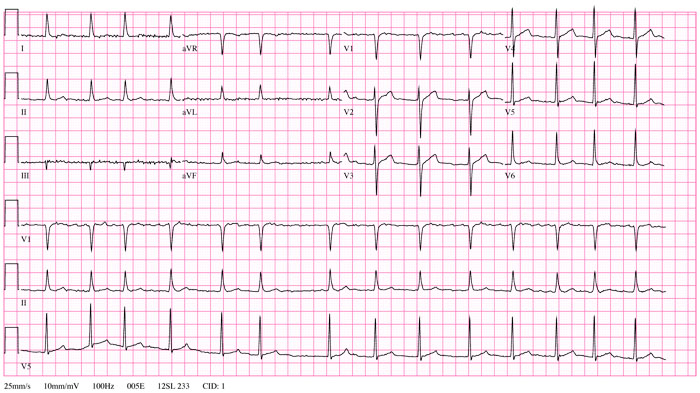 I aVR V1 V4
II aVL V2 V5
III aVF V3 V6
V1
II
V5
25mm/s 10mm/mV 100Hz 005E 12SL 233 CID: 1